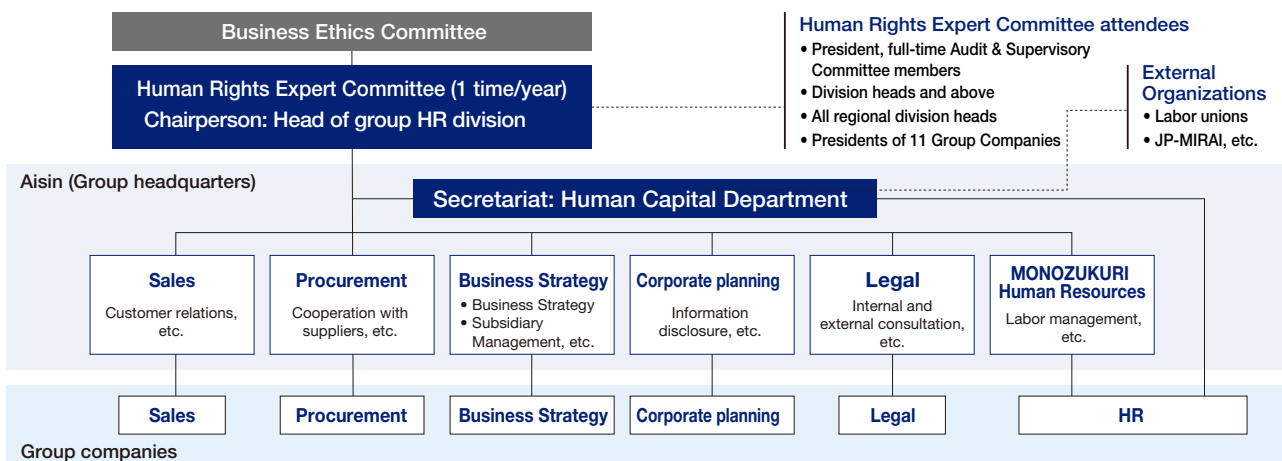 Business Ethics Committee
Human Rights Expert Committee (1 time/year)
Chairperson: Head of group HR division
Human Rights Expert Committee attendees
• President, full-time Audit & Supervisory
Committee members
• Division heads and above
• All regional division heads
• Presidents of 11 Group Companies
External
Organizations
• Labor unions
• JP-MIRAI, etc.
Aisin (Group headquarters)
Secretariat: Human Capital Department
Sales
Customer relations,
etc.
Procurement
Cooperation with
suppliers, etc.
Business Strategy
• Business Strategy
• Subsidiary
Management, etc.
Corporate planning
Information
disclosure, etc.
Legal
Internal and
external consultation,
etc.
MONOZUKURI
Human Resources
Labor management,
etc.
Sales
Procurement
Business Strategy
Corporate planning
Legal
HR
Group companies